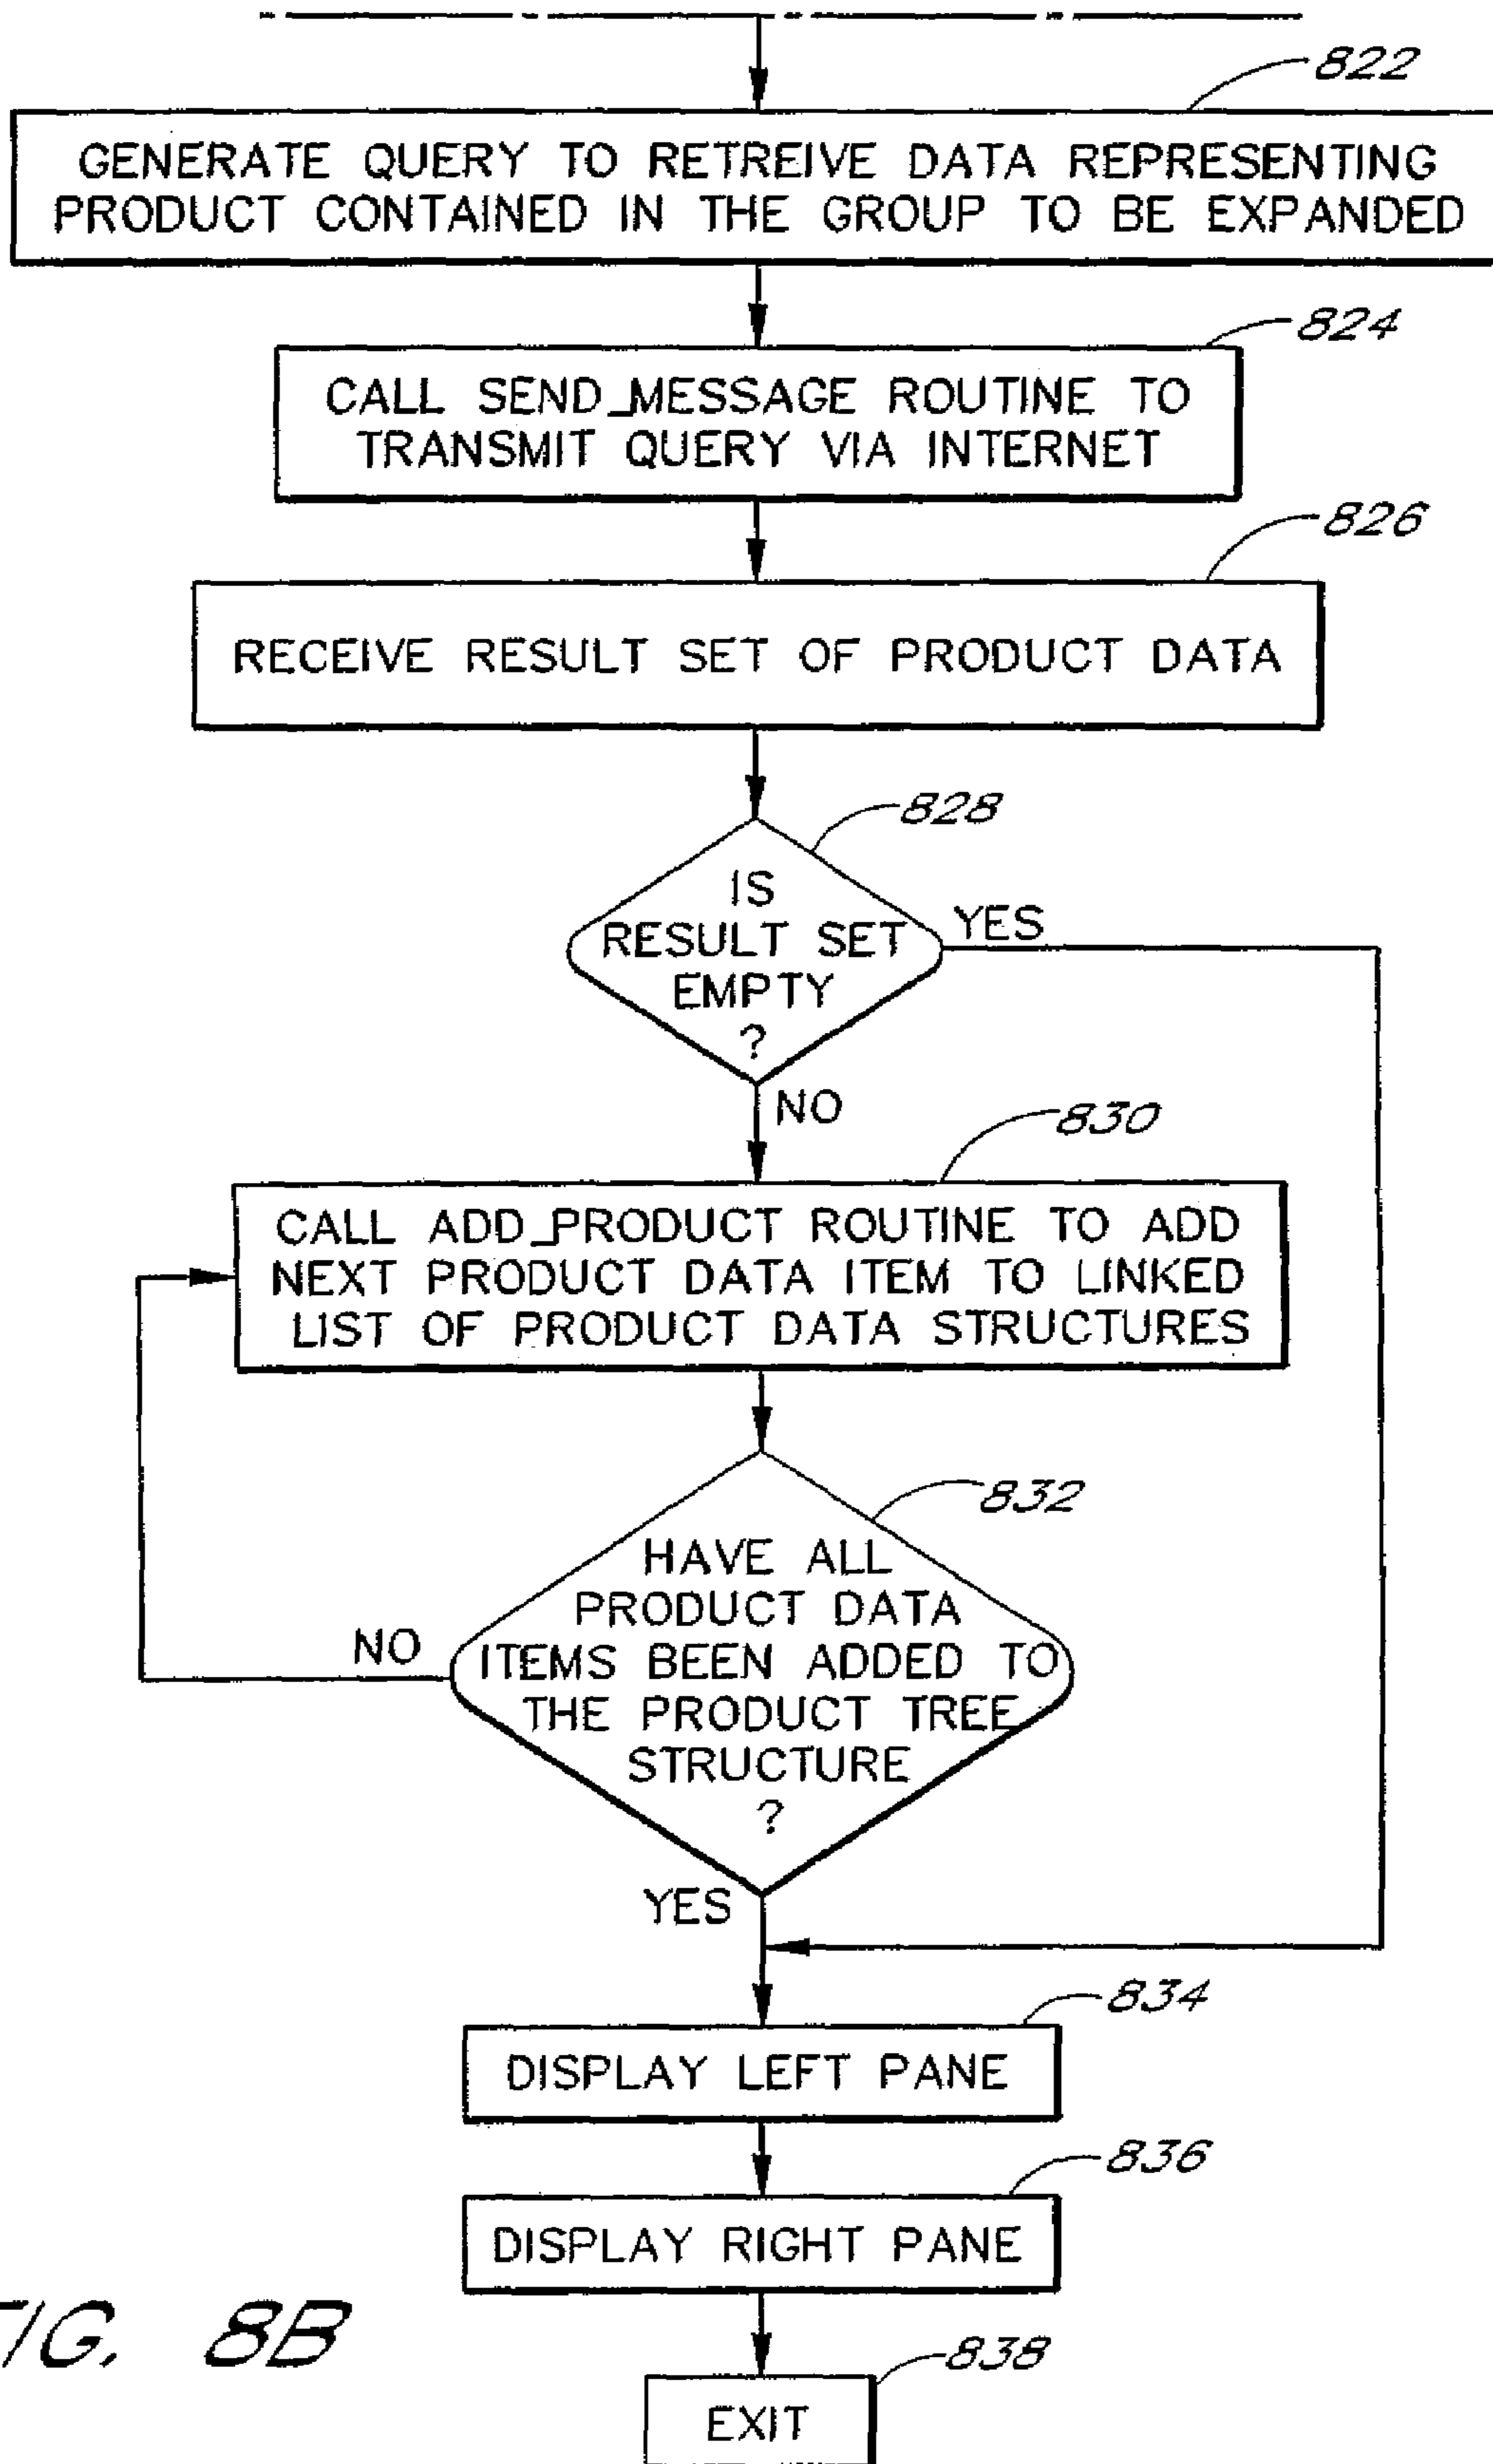 822
GENERATE QUERY TO RETREIVE DATA REPRESENTING
PRODUCT CONTAINED IN THE GROUP TO BE EXPANDED
824
CALL SEND_MESSAGE ROUTINE TO
TRANSMIT QUERY VIA INTERNET
826
RECEIVE RESULT SET OF PRODUCT DATA
828
IS
RESULT SET
EMPTY
?
YES
NO
830
CALL ADD_PRODUCT ROUTINE TO ADD
NEXT PRODUCT DATA ITEM TO LINKED
LIST OF PRODUCT DATA STRUCTURES
832
HAVE ALL
PRODUCT DATA
ITEMS BEEN ADDED TO
THE PRODUCT TREE
STRUCTURE
?
NO
YES
834
DISPLAY LEFT PANE
836
DISPLAY RIGHT PANE
838
EXIT
FIG. 8B